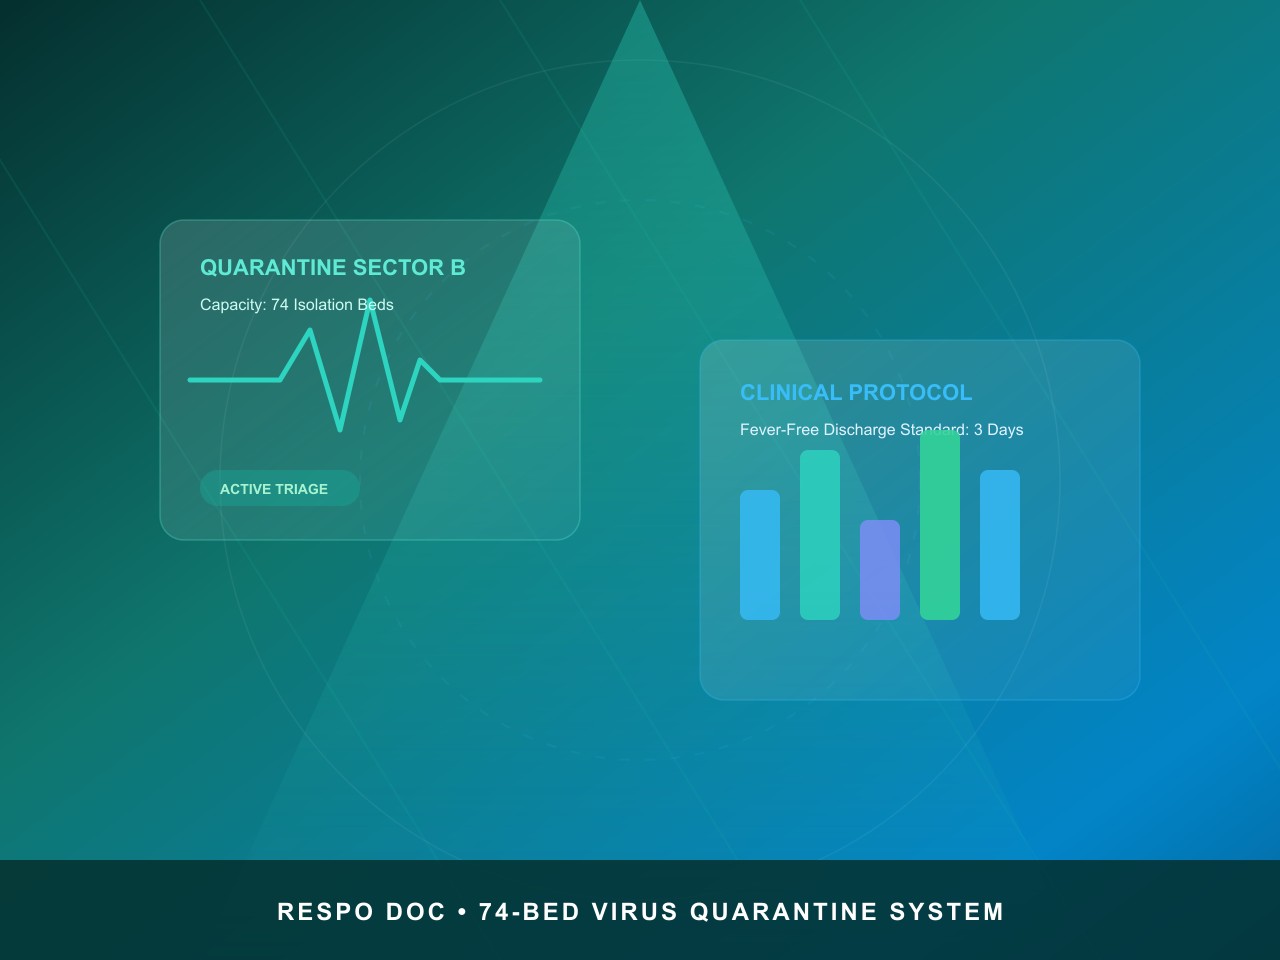 QUARANTINE SECTOR B
Capacity: 74 Isolation Beds
ACTIVE TRIAGE
CLINICAL PROTOCOL
Fever-Free Discharge Standard: 3 Days
RESPO DOC • 74-BED VIRUS QUARANTINE SYSTEM